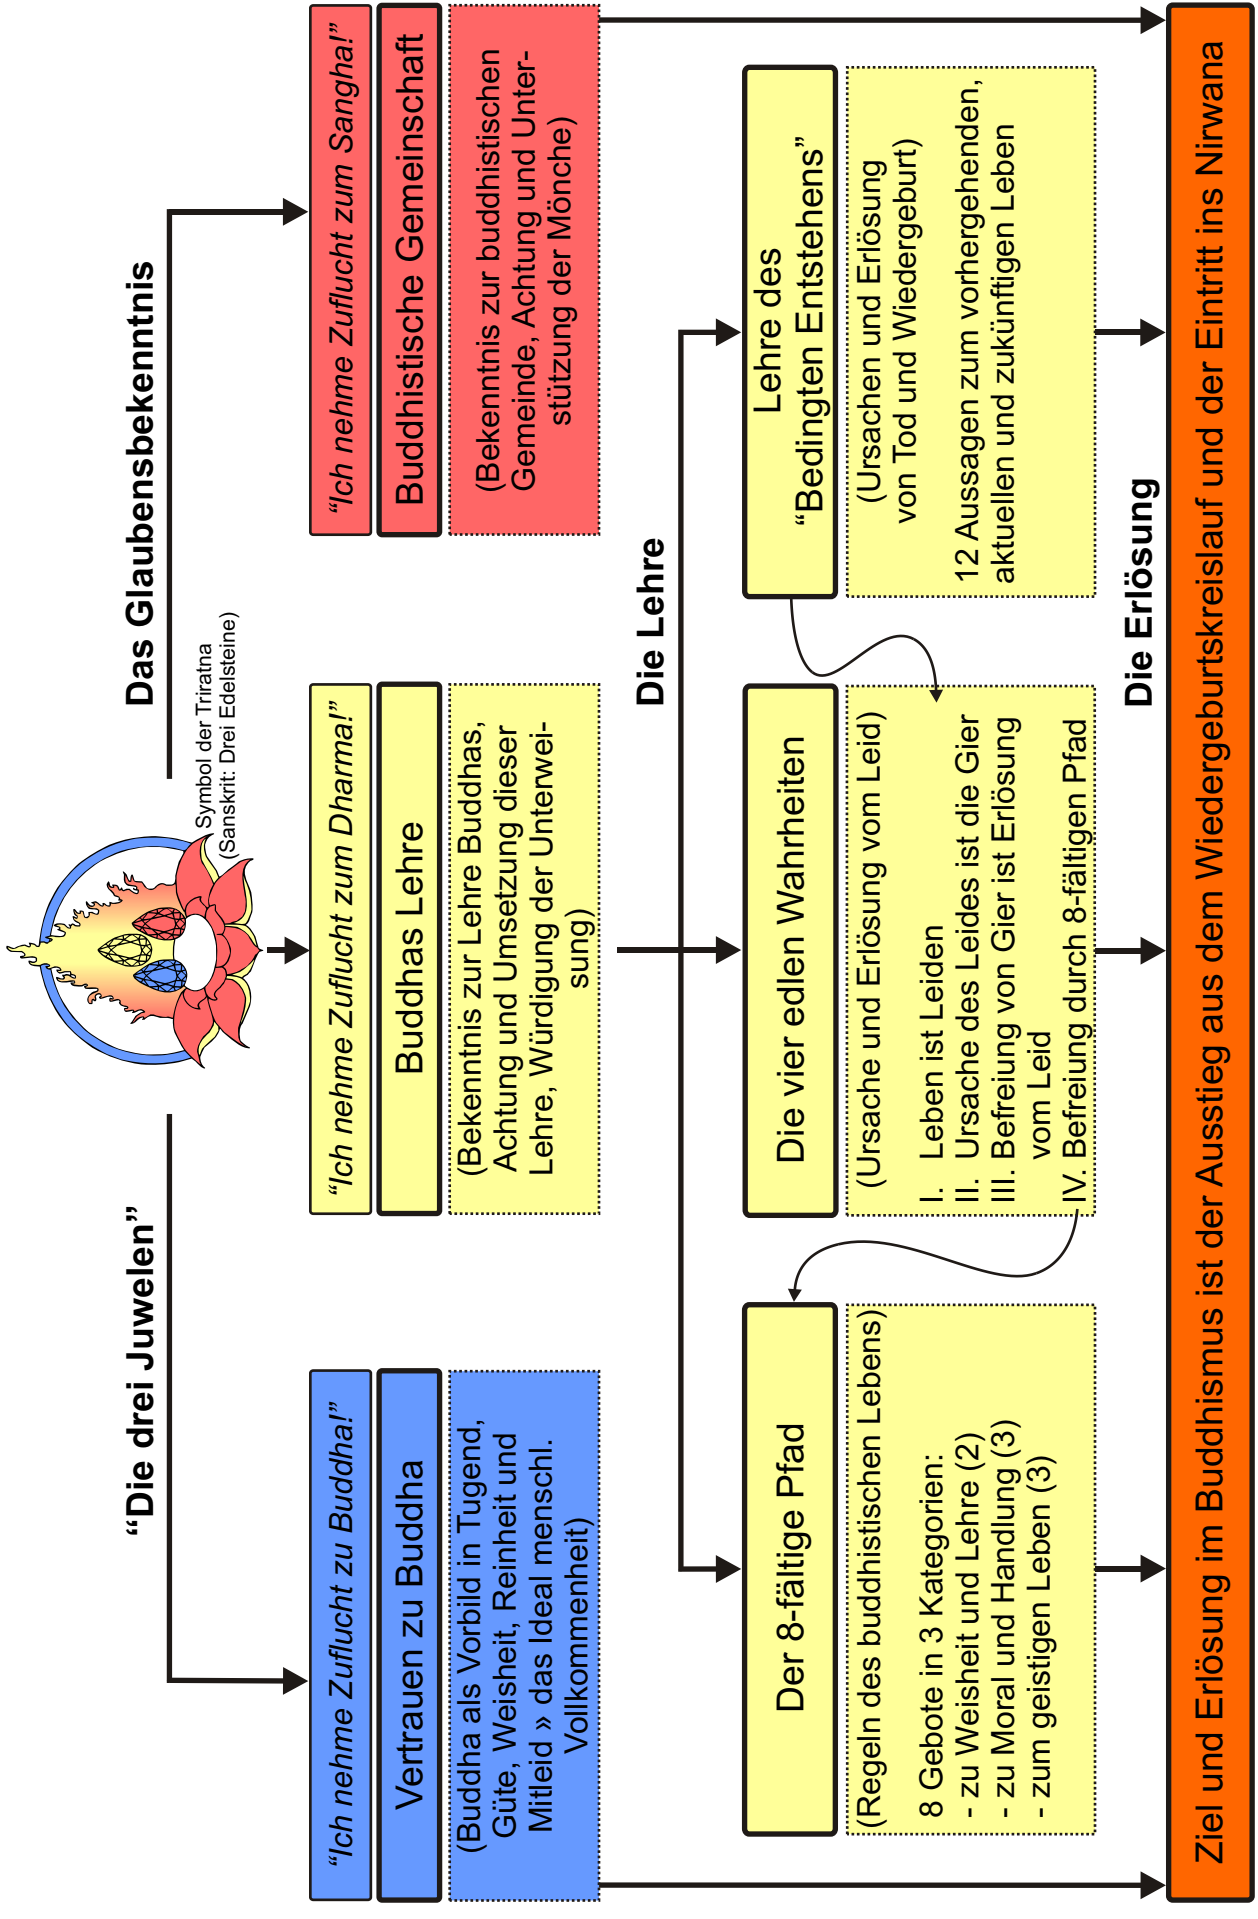 “Die drei Juwelen”
Das Glaubensbekenntnis
Symbol der Triratna
(Sanskrit: Drei Edelsteine)
“Ich nehme Zuflucht zu Buddha!”
Vertrauen zu Buddha
(Buddha als Vorbild in Tugend,
Güte, Weisheit, Reinheit und
Mitleid » das Ideal menschl.
Vollkommenheit)
“Ich nehme Zuflucht zum Dharma!”
Buddhas Lehre
(Bekenntnis zur Lehre Buddhas,
Achtung und Umsetzung dieser
Lehre, Würdigung der Unterwei-
sung)
“Ich nehme Zuflucht zum Sangha!”
Buddhistische Gemeinschaft
(Bekenntnis zur buddhistischen
Gemeinde, Achtung und Unter-
stützung der Mönche)
Die Lehre
Der 8-fältige Pfad
(Regeln des buddhistischen Lebens)
8 Gebote in 3 Kategorien:
- zu Weisheit und Lehre (2)
- zu Moral und Handlung (3)
- zum geistigen Leben (3)
Die vier edlen Wahrheiten
(Ursache und Erlösung vom Leid)
I. Leben ist Leiden
II. Ursache des Leides ist die Gier
III. Befreiung von Gier ist Erlösung
vom Leid
IV. Befreiung durch 8-fältigen Pfad
Lehre des
“Bedingten Entstehens”
(Ursachen und Erlösung
von Tod und Wiedergeburt)
12 Aussagen zum vorhergehenden,
aktuellen und zukünftigen Leben
Die Erlösung
Ziel und Erlösung im Buddhismus ist der Ausstieg aus dem Wiedergeburtskreislauf und der Eintritt ins Nirwana